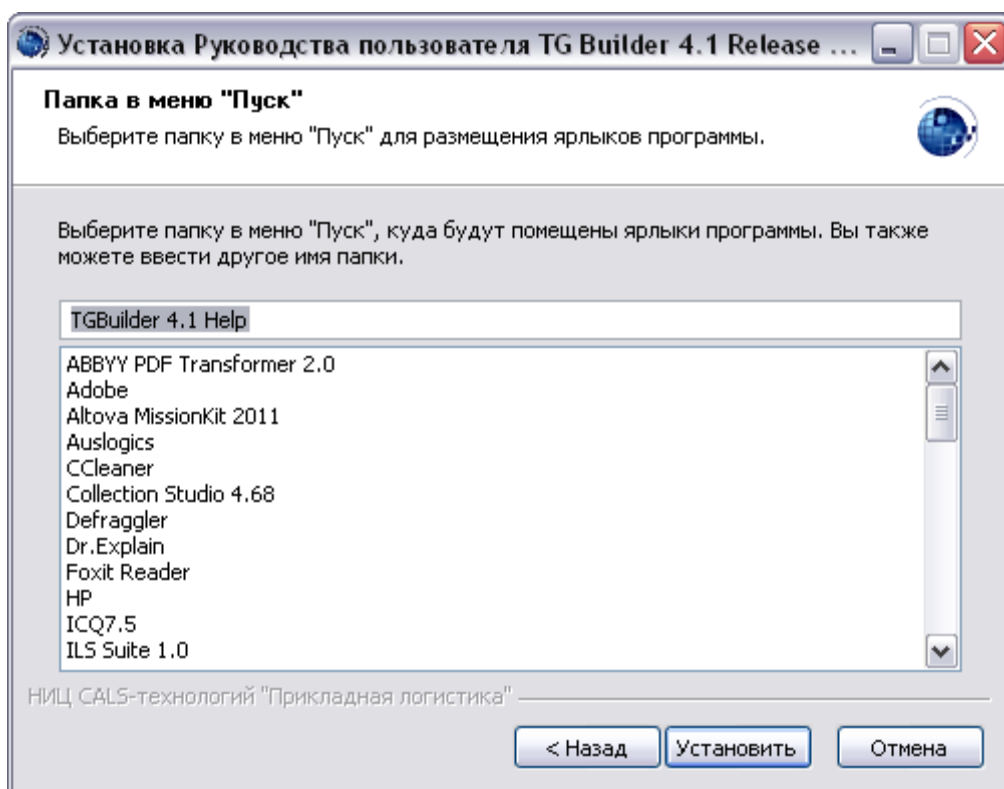 Установка Руководства пользователя TG Builder 4.1 Release ...
Папка в меню "Пуск"
Выберите папку в меню "Пуск" для размещения ярлыков программы.
Выберите папку в меню "Пуск", куда будут помещены ярлыки программы. Вы также
можете ввести другое имя папки.
TGBuilder 4.1 Help
ABBYY PDF Transformer 2.0
Adobe
Altova MissionKit 2011
Auslogics
CCleaner
Collection Studio 4.68
Defraggler
Dr.Explain
Foxit Reader
HP
ICQ7.5
ILS Suite 1.0
НИЦ CALS-технологий "Прикладная логистика"
< Назад Установить Отмена